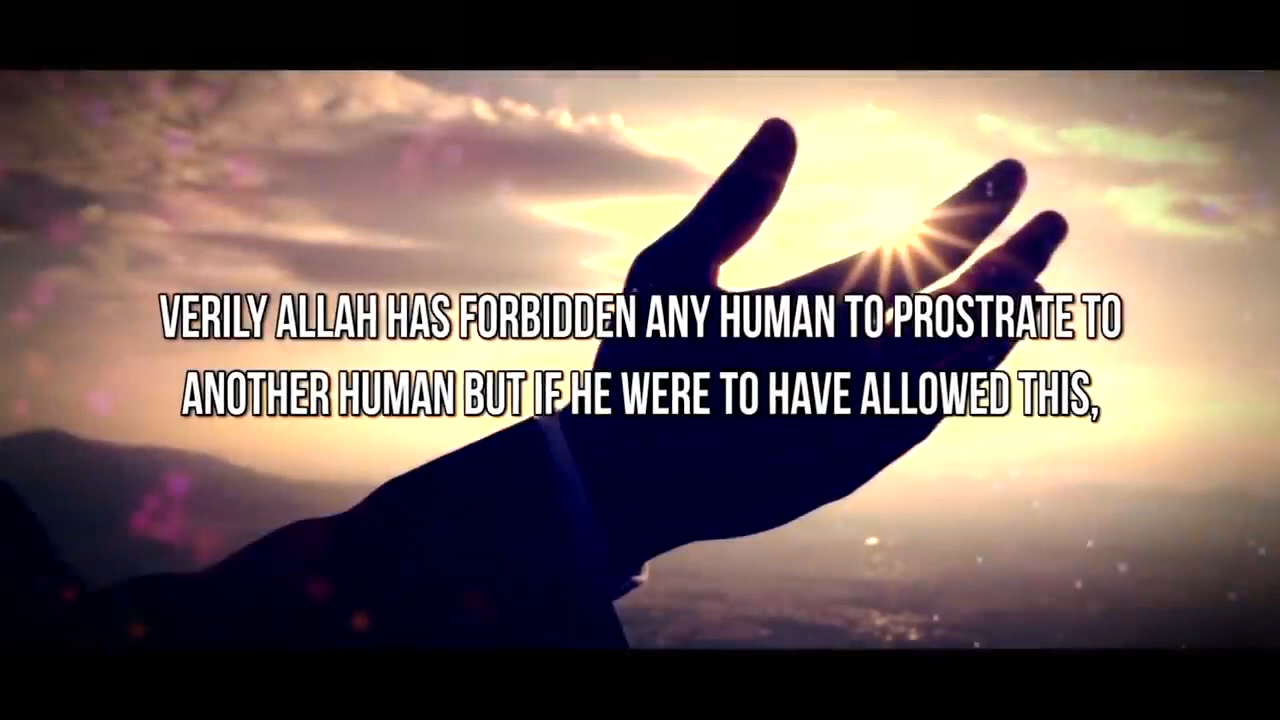 VERILY ALLAH HAS FORBIDDEN ANY HUMAN TO PROSTRATE TO
ANOTHER HUMAN BUT IF HE WERE TO HAVE ALLOWED THIS,